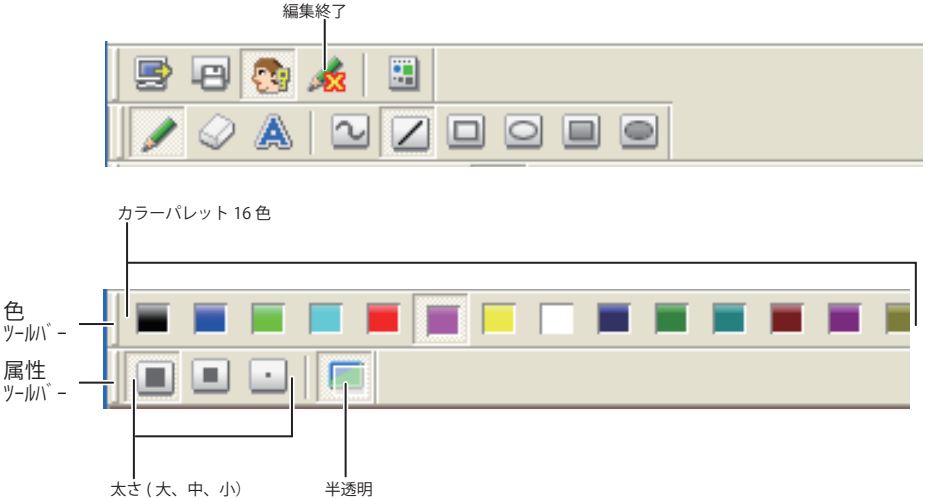 編集終了
カラーパレット 16 色
色
ﾂｰﾙﾊﾞｰ
属性
ﾂｰﾙﾊﾞｰ
太さ ( 大、中、小）
半透明